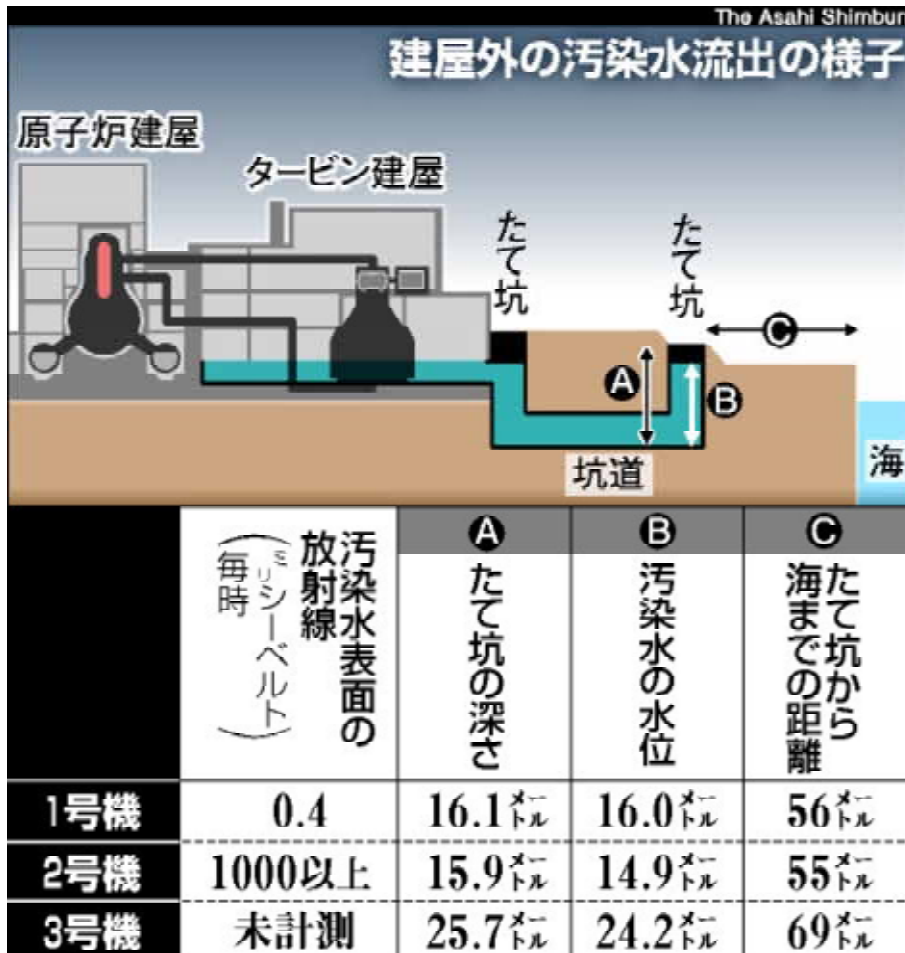 The Asahi Shimbun
建屋外の汚染水流出の様子
原子炉建屋
タービン建屋
たて坑
たて坑
C
A
B
坑道
海
汚染水表面の
放射線
(ミリシーベルト
毎時)
A
たて坑の深さ
B
汚染水の水位
C
たて坑から
海までの距離
1号機 0.4 16.1メートル 16.0メートル 56メートル
2号機 1000以上 15.9メートル 14.9メートル 55メートル
3号機 未計測 25.7メートル 24.2メートル 69メートル